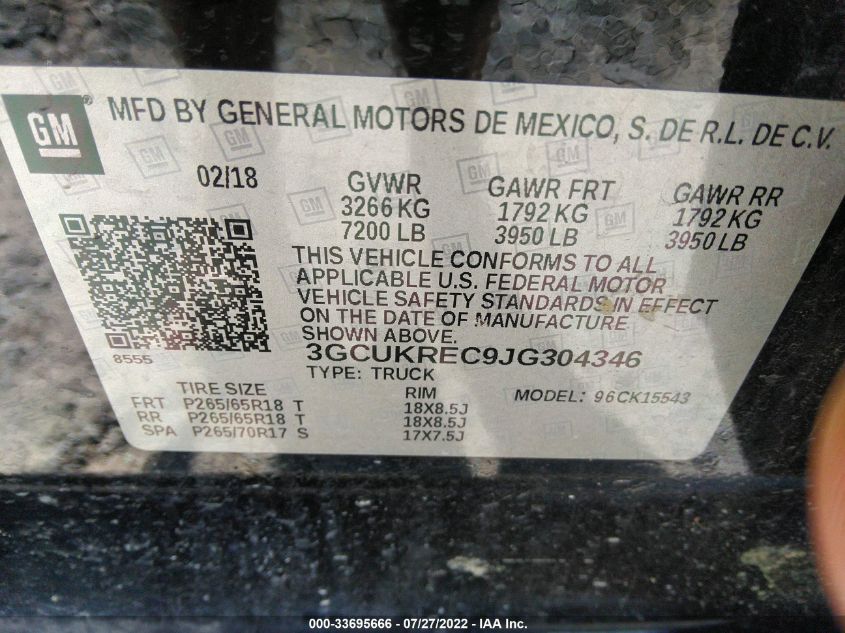 GM
MFD BY GENERAL MOTORS DE MEXICO, S. DE R.L. DE C.V.
02/18 GVWR GAWR FRT GAWR RR
3266 KG 1792 KG 1792 KG
7200 LB 3950 LB 3950 LB
THIS VEHICLE CONFORMS TO ALL
APPLICABLE U.S. FEDERAL MOTOR
VEHICLE SAFETY STANDARDS IN EFFECT
ON THE DATE OF MANUFACTURE
SHOWN ABOVE.
8555 3GCUKREC9JG304346
TYPE: TRUCK
TIRE SIZE RIM MODEL: 96CK15543
FRT P265/65R18 T 18X8.5J
RR P265/65R18 T 18X8.5J
SPA P265/70R17 S 17X7.5J
000-33695666 - 07/27/2022 - IAA Inc.